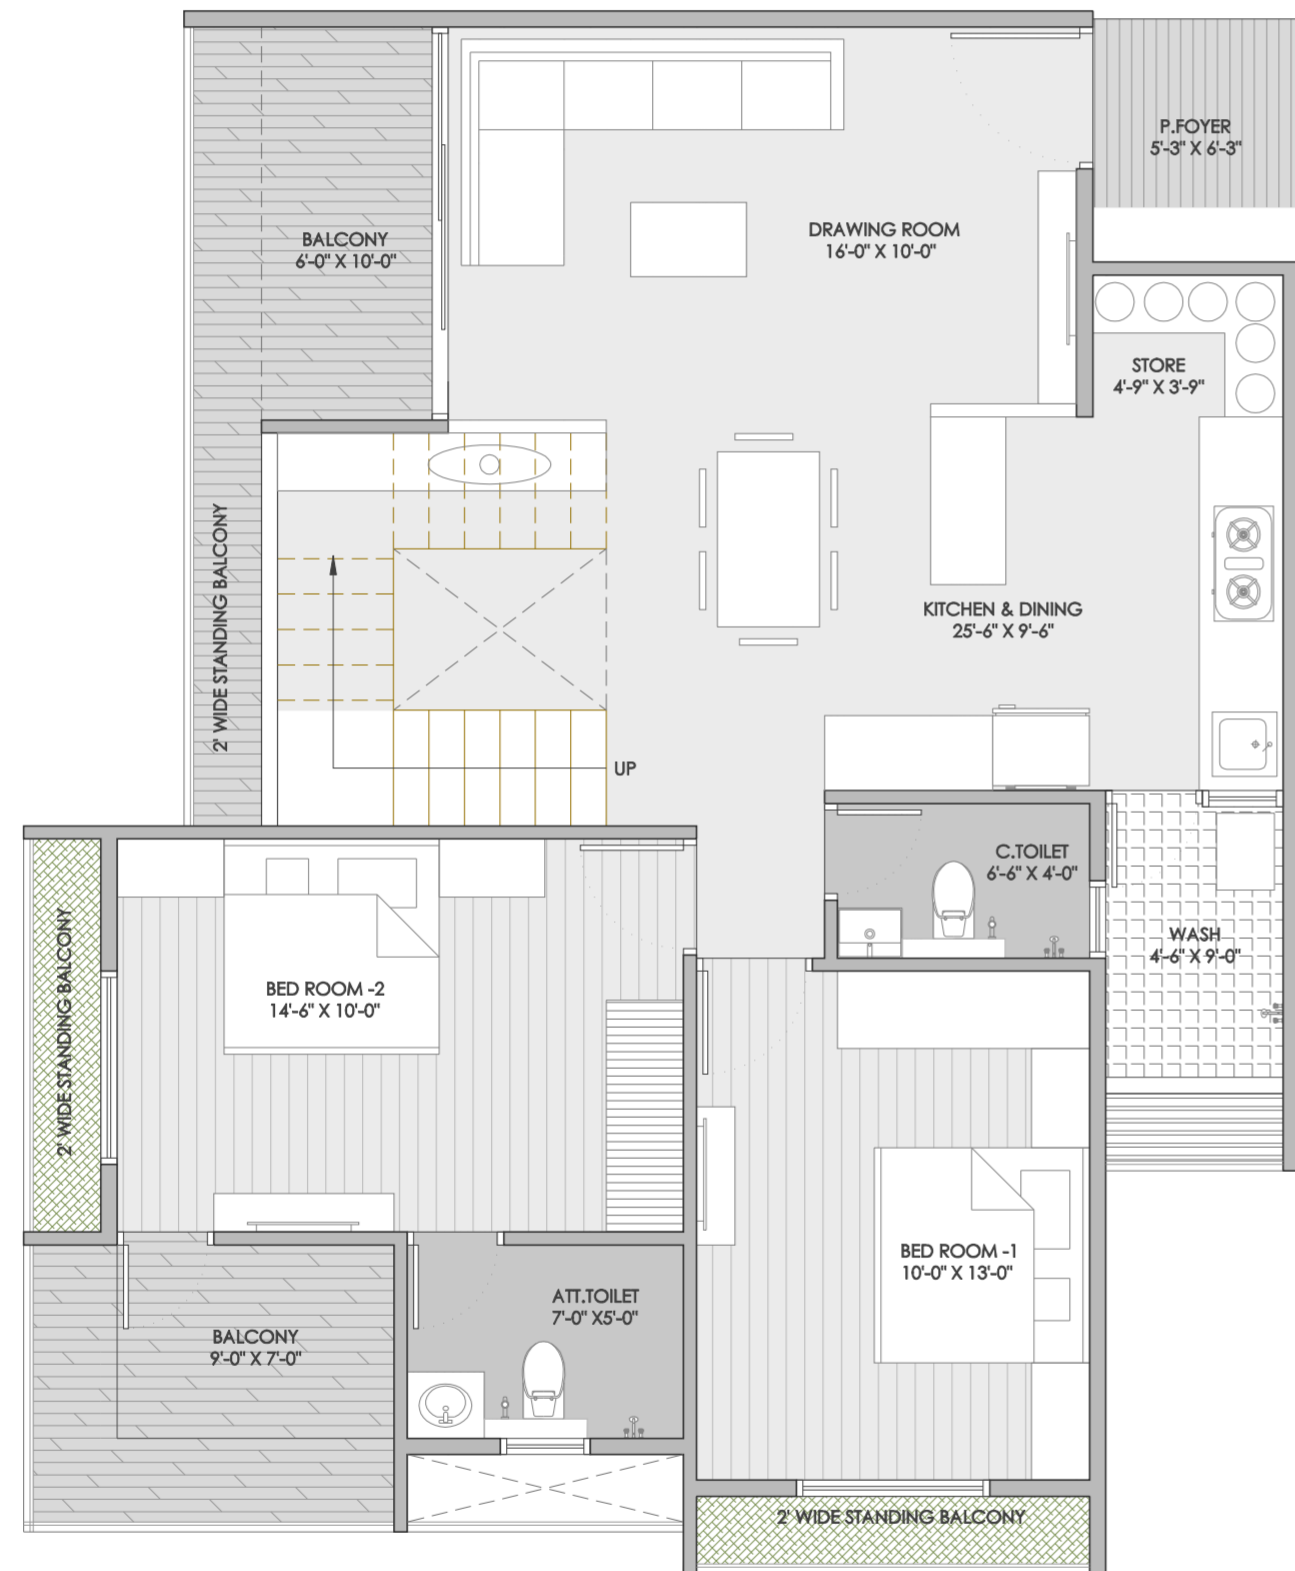 P.FOYER
5'-3" X 6'-3"
DRAWING ROOM
16'-0" X 10'-0"
BALCONY
6'-0" X 10'-0"
STORE
4'-9" X 3'-9"
2' WIDE STANDING BALCONY
KITCHEN & DINING
25'-6" X 9'-6"
UP
C.TOILET
6'-6" X 4'-0"
WASH
4'-6" X 9'-0"
2' WIDE STANDING BALCONY
BED ROOM -2
14'-6" X 10'-0"
BED ROOM -1
10'-0" X 13'-0"
ATT.TOILET
7'-0" X5'-0"
BALCONY
9'-0" X 7'-0"
2' WIDE STANDING BALCONY